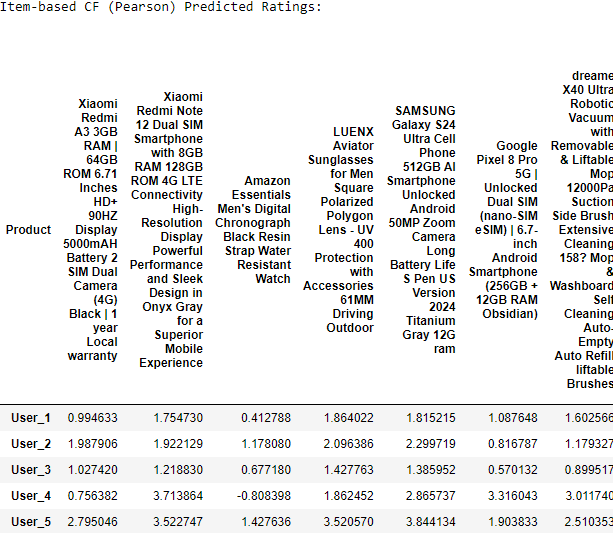 Item-based CF (Pearson) Predicted Ratings:
Product
Xiaomi
Redmi
A3 3GB
RAM |
64GB
ROM 6.71
Inches
HD+
90HZ
Display
5000mAH
Battery 2
SIM Dual
Camera
(4G)
Black | 1
year
Local
warranty
Xiaomi
Redmi Note
12 Dual SIM
Smartphone
with 8GB
RAM 128GB
ROM 4G LTE
Connectivity
High-
Resolution
Display
Powerful
Performance
and Sleek
Design in
Onyx Gray
for a
Superior
Mobile
Experience
Amazon
Essentials
Men's Digital
Chronograph
Black Resin
Strap Water
Resistant
Watch
LUENX
Aviator
Sunglasses
for Men
Square
Polarized
Polygon
Lens - UV
400
Protection
with
Accessories
61MM
Driving
Outdoor
SAMSUNG
Galaxy S24
Ultra Cell
Phone
512GB AI
Smartphone
Unlocked
Android
50MP Zoom
Camera
Long
Battery Life
S Pen US
Version
2024
Titanium
Gray 12G
ram
Google
Pixel 8 Pro
5G |
Unlocked
Dual SIM
(nano-SIM
eSIM) | 6.7-
inch
Android
Smartphone
(256GB +
12GB RAM
Obsidian)
dreame
X40 Ultra
Robotic
Vacuum
with
Removable
& Liftable
Mop
12000Pa
Suction
Side Brush
Extensive
Cleaning
158? Mop
&
Washboard
Self
Cleaning
Auto-
Empty
Auto Refill
liftable
Brushes
User_1 0.994633 1.754730 0.412788 1.864022 1.815215 1.087648 1.602566
User_2 1.987906 1.922129 1.178080 2.096386 2.299719 0.816787 1.179327
User_3 1.027420 1.218830 0.677180 1.427763 1.385952 0.570132 0.899517
User_4 0.756382 3.713864 -0.808398 1.862452 2.865737 3.316043 3.011740
User_5 2.795046 3.522747 1.427636 3.520570 3.844134 1.903833 2.510353